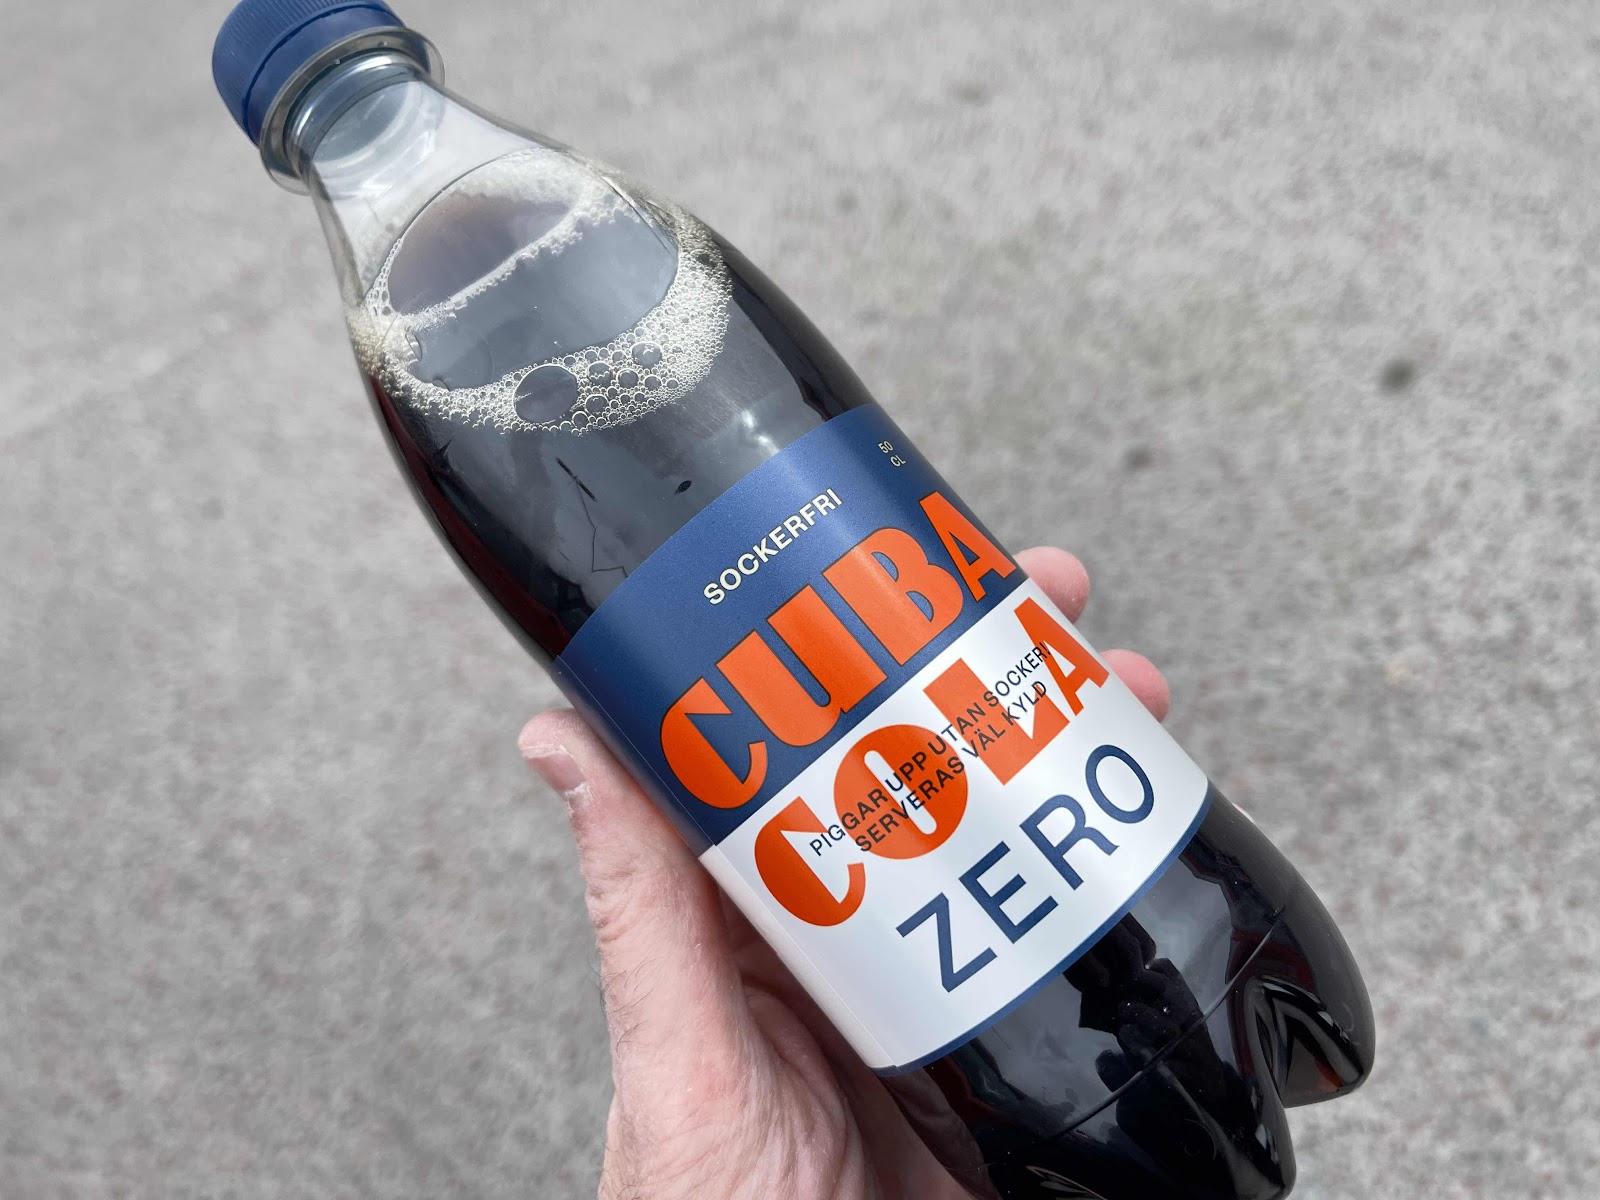 50
CL
SOCKERFRI
CUBA
COLA
PIGGAR UPP UTAN SOCKER!
SERVERAS VÄL KYLD
ZERO